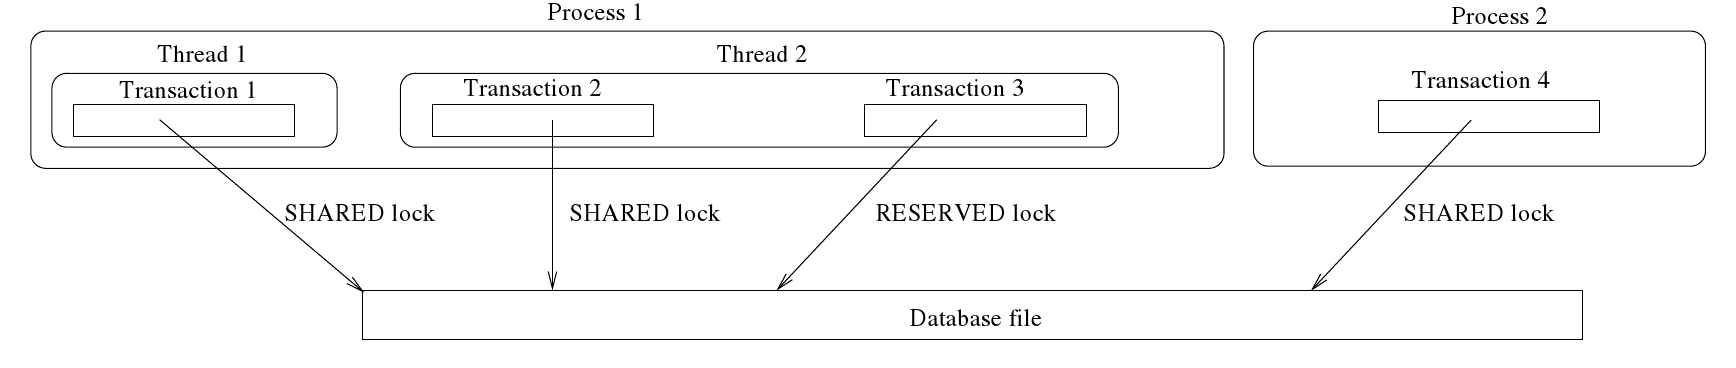 Process 1
Process 2
Thread 1
Thread 2
Transaction 1
Transaction 2
Transaction 3
Transaction 4
SHARED lock
SHARED lock
RESERVED lock
SHARED lock
Database file